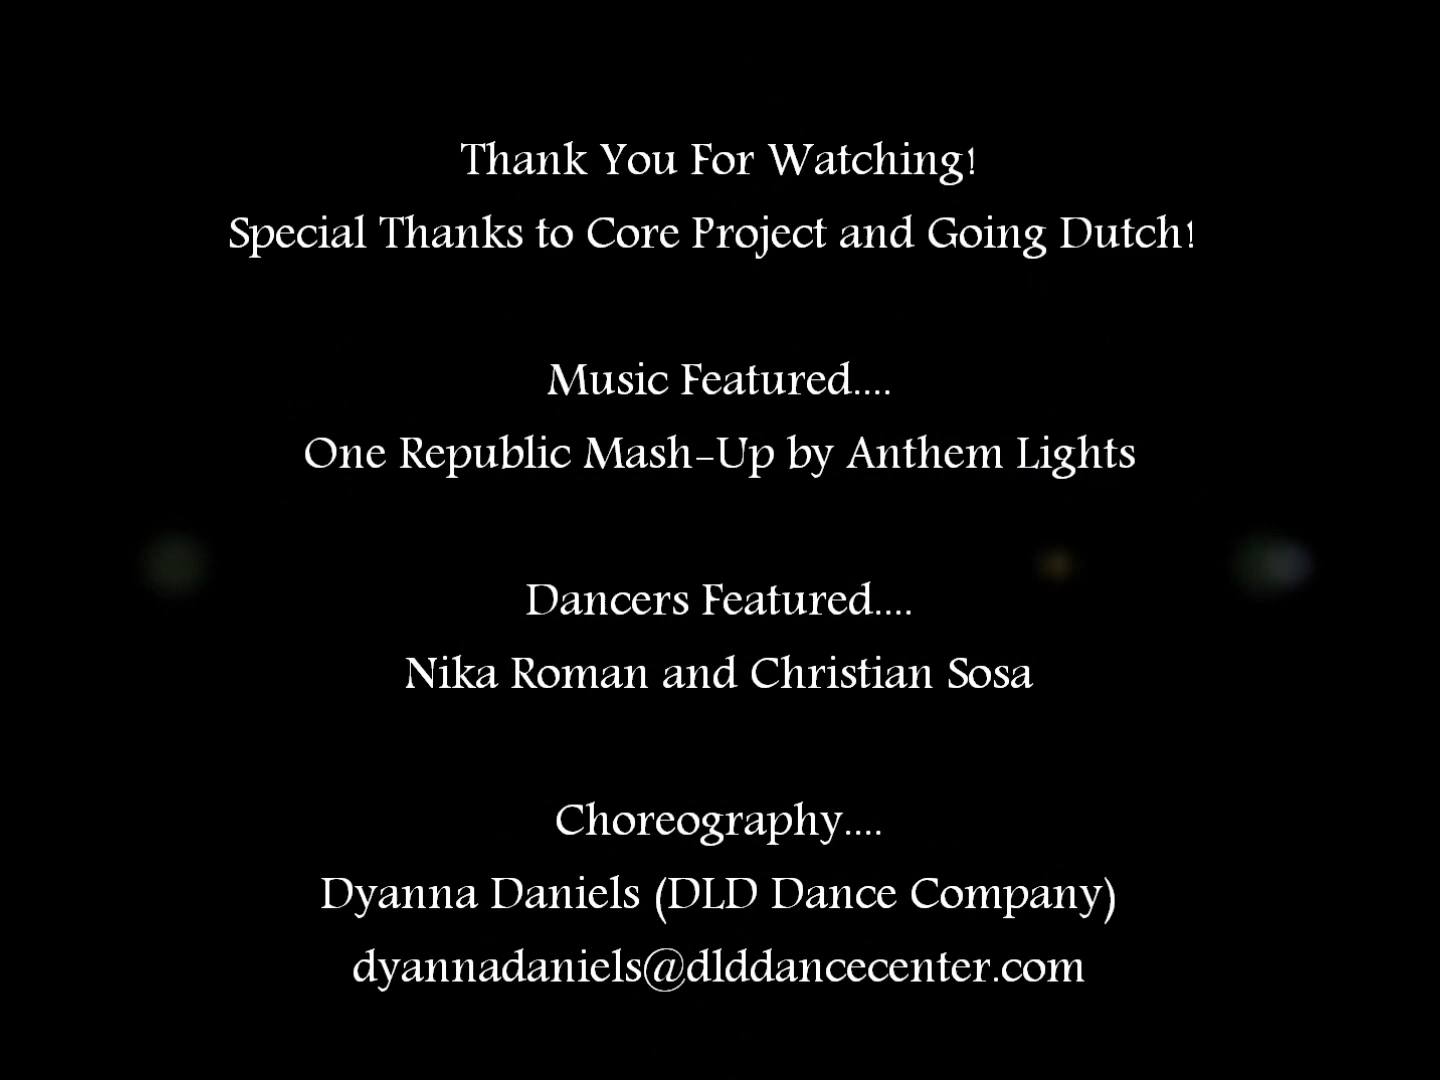 Thank You For Watching!
Special Thanks to Core Project and Going Dutch!
Music Featured....
One Republic Mash-Up by Anthem Lights
Dancers Featured....
Nika Roman and Christian Sosa
Choreography....
Dyanna Daniels (DLD Dance Company)
dyannadaniels@dlddancecenter.com